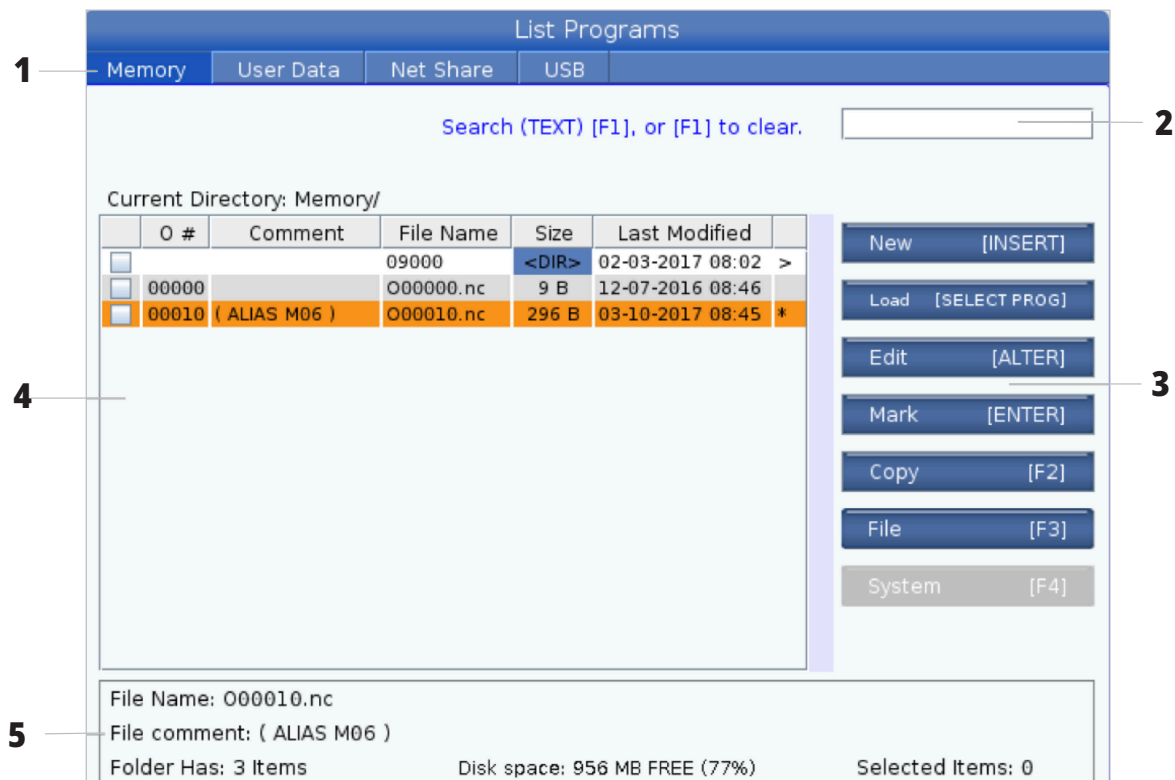 List Programs
1 Memory User Data Net Share USB
Search (TEXT) [F1], or [F1] to clear. 2
Current Directory: Memory/
O # Comment File Name Size Last Modified
09000 <DIR> 02-03-2017 08:02 >
00000 O00000.nc 9 B 12-07-2016 08:46
00010 ( ALIAS M06 ) O00010.nc 296 B 03-10-2017 08:45 *
New [INSERT]
Load [SELECT PROG]
Edit [ALTER]
3
Mark [ENTER]
Copy [F2]
File [F3]
System [F4]
4
File Name: O00010.nc
5 File comment: ( ALIAS M06 )
Folder Has: 3 Items Disk space: 956 MB FREE (77%) Selected Items: 0